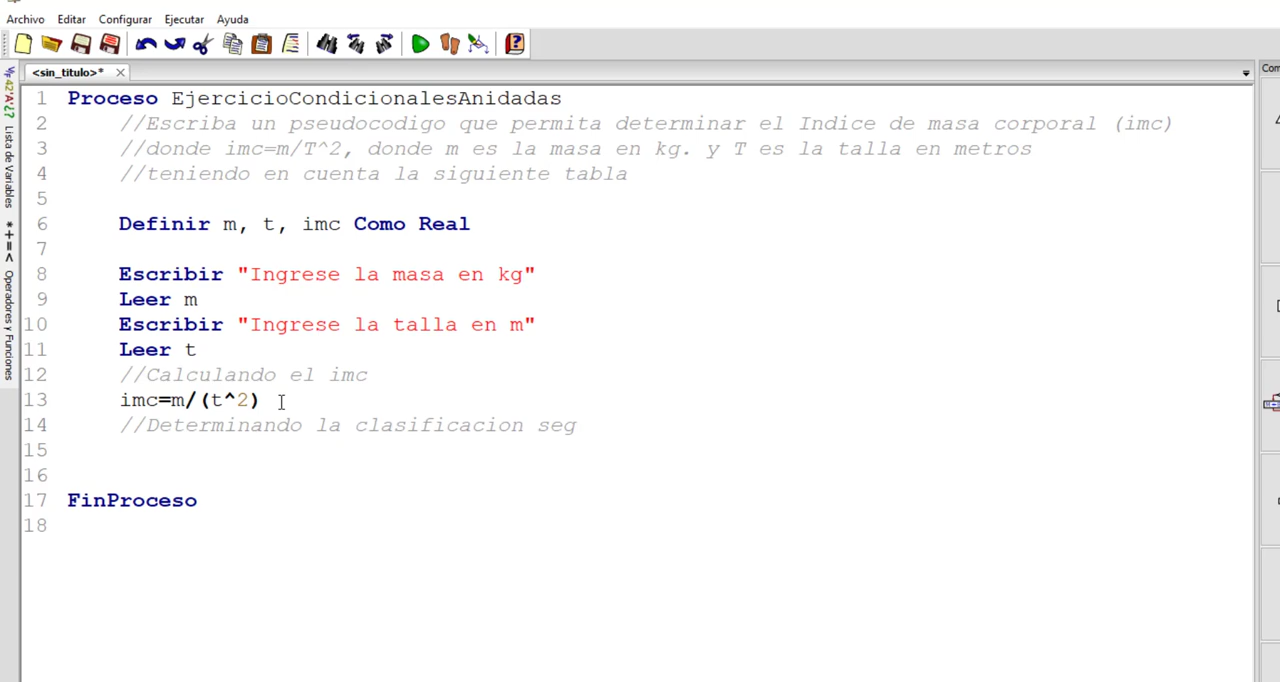 Archivo Editar Configurar Ejecutar Ayuda
<sin_titulo>*
1 Proceso EjercicioCondicionalesAnidadas
2 //Escriba un pseudocodigo que permita determinar el Indice de masa corporal (imc)
3 //donde imc=m/T^2, donde m es la masa en kg. y T es la talla en metros
4 //teniendo en cuenta la siguiente tabla
5
6 Definir m, t, imc Como Real
7
8 Escribir "Ingrese la masa en kg"
9 Leer m
10 Escribir "Ingrese la talla en m"
11 Leer t
12 //Calculando el imc
13 imc=m/(t^2)
14 //Determinando la clasificacion seg
15
16
17 FinProceso
18
Lista de Variables
*+=< Operadores y Funciones
Com